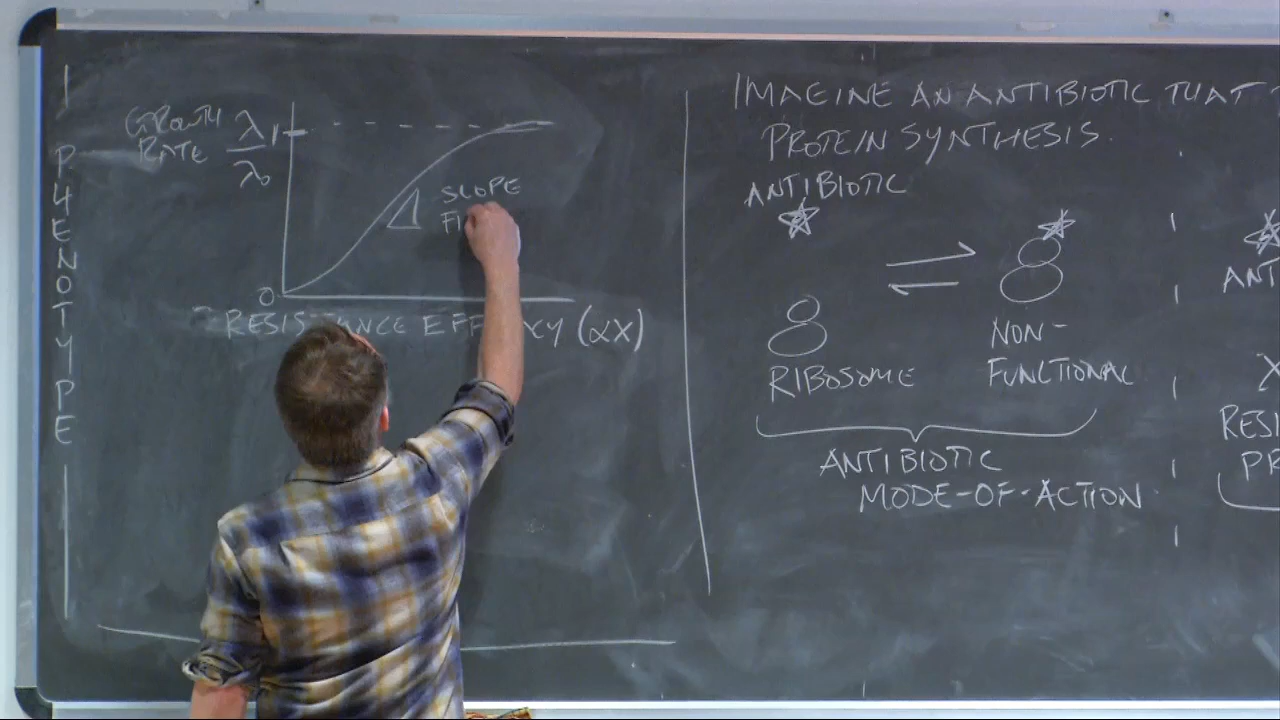 PHENOTYPE
GROWTH
RATE
λ
λ₀
1
0
SLOPE
RESISTANCE EFFICACY (αX)
IMAGINE AN ANTIBIOTIC THAT
PROTEIN SYNTHESIS.
ANTIBIOTIC
RIBOSOME
NON-
FUNCTIONAL
ANTIBIOTIC
MODE-OF-ACTION
ANT
X
RESI
PR